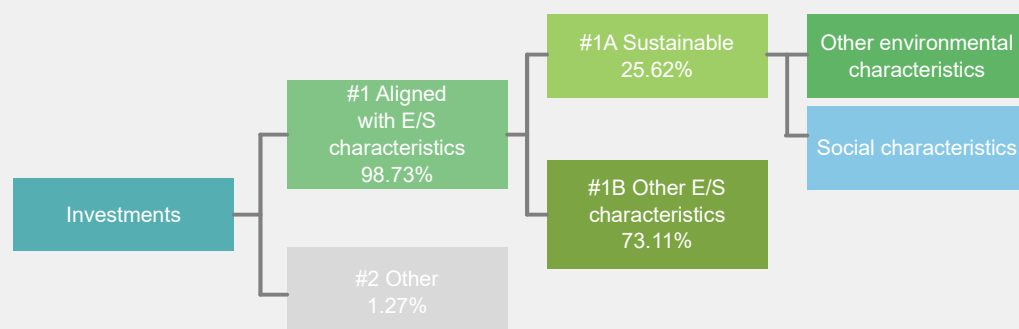 Investments
#1 Aligned
with E/S
characteristics
98.73%
#2 Other
1.27%
#1A Sustainable
25.62%
#1B Other E/S
characteristics
73.11%
Other environmental
characteristics
Social characteristics